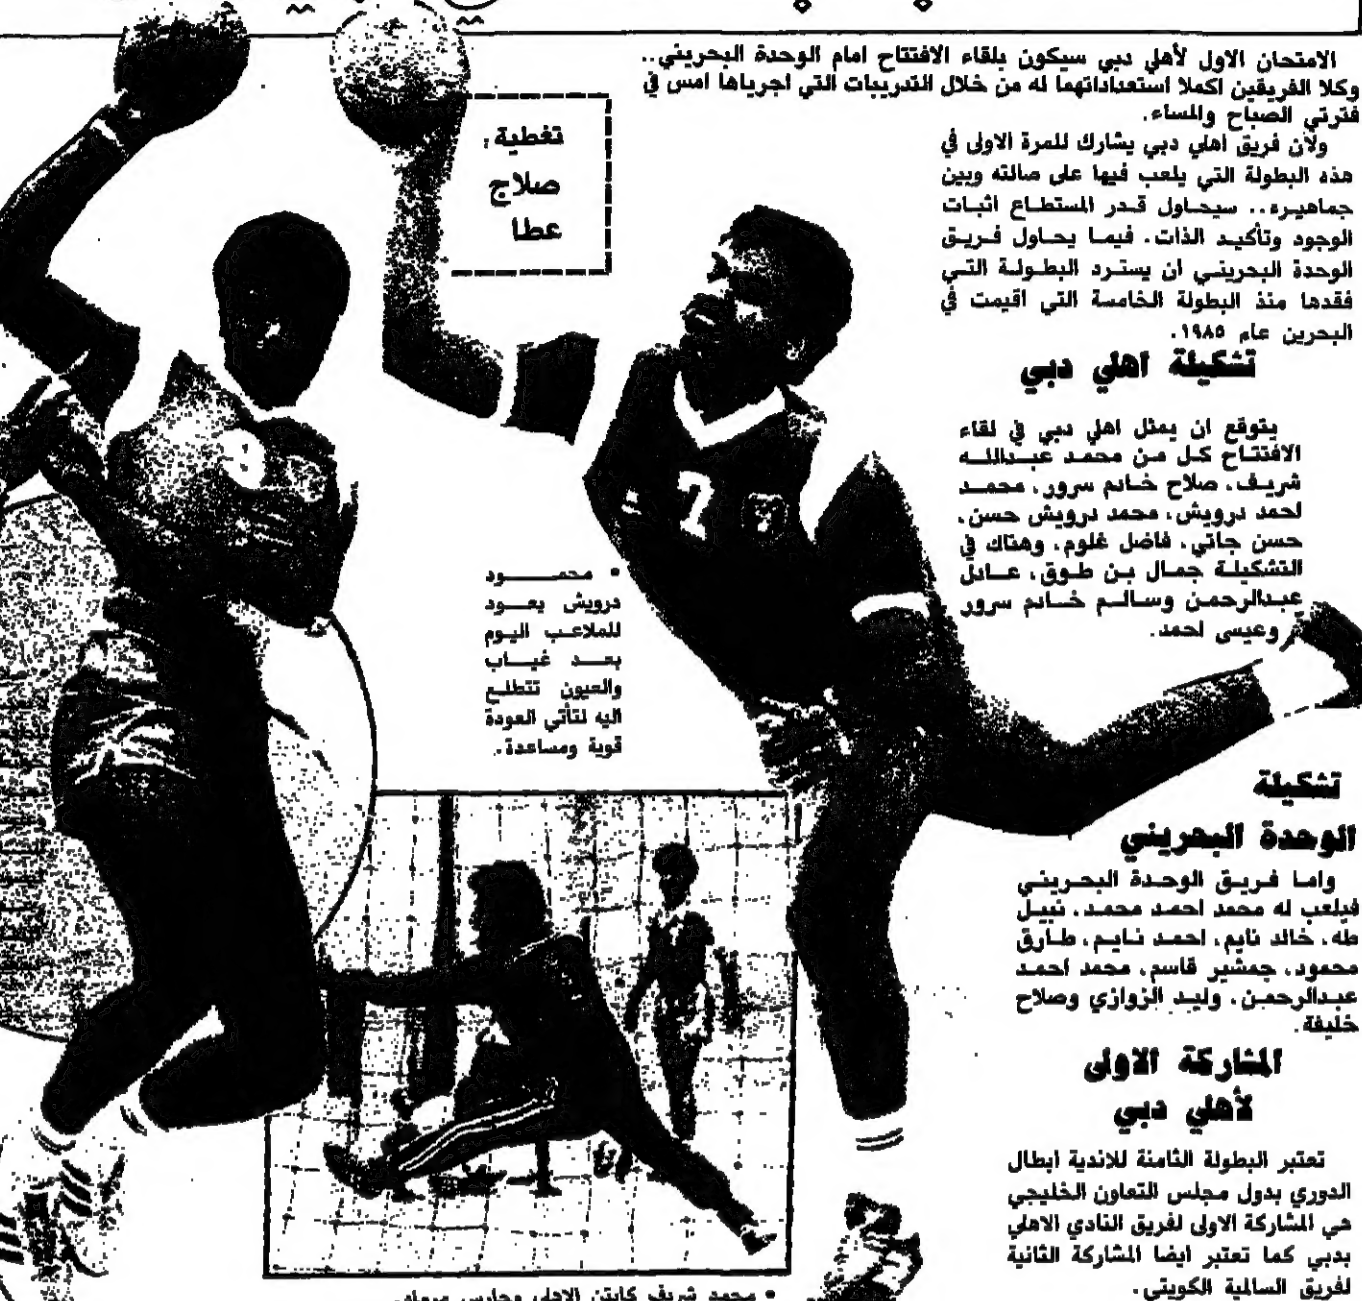 الامتحان الاول لأهلي دبي سيكون بلقاء الافتتاح امام الوحدة البحريني..
وكلا الفريقين اكملا استعداداتهما له من خلال التدريبات التي اجرياها امس في
فترتي الصباح والمساء.
ولأن فريق اهلي دبي يشارك للمرة الاولى في
هذه البطولة التي يلعب فيها على صالته وبين
جماهيره.. سيحاول قدر المستطاع اثبات
الوجود وتأكيد الذات. فيما يحاول فريق
الوحدة البحريني ان يسترد البطولة التي
فقدها منذ البطولة الخامسة التي اقيمت في
البحرين عام ١٩٨٥.
تغطية:
صلاح
عطا
تشكيلة اهلي دبي
يتوقع ان يمثل اهلي دبي في لقاء
الافتتاح كل من محمد عبدالله
شريف، صلاح خادم سرور، محمد
احمد درويش، محمد درويش حسن،
حسن جاتي، فاضل غلوم، وهناك في
التشكيلة جمال بن طوق، عادل
عبدالرحمن وسالم خادم سرور
وعيسى احمد.
• محمود
درويش يعود
للملاعب اليوم
بعد غياب
والعيون تتطلع
اليه لتأتي العودة
قوية ومساعدة.
تشكيلة
الوحدة البحريني
واما فريق الوحدة البحريني
فيلعب له محمد احمد محمد، نبيل
طه، خالد نايم، احمد نايم، طارق
محمود، جمشير قاسم، محمد احمد
عبدالرحمن، وليد الزوازي وصلاح
خليفة.
المشاركة الاولى
لأهلي دبي
تعتبر البطولة الثامنة للاندية ابطال
الدوري بدول مجلس التعاون الخليجي
هي المشاركة الاولى لفريق النادي الاهلي
بدبي كما تعتبر ايضا المشاركة الثانية
لفريق السالمية الكويتي.
• محمد شريف كابتن الاهلي وحارس